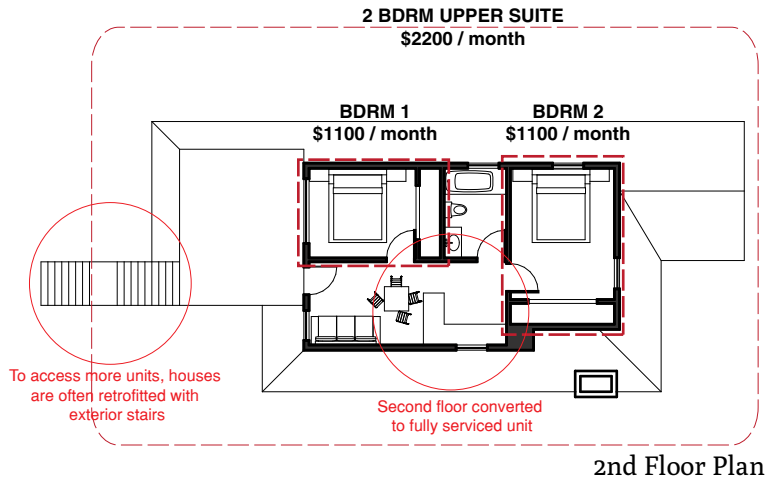 2 BDRM UPPER SUITE
$2200 / month
BDRM 1
$1100 / month
BDRM 2
$1100 / month
To access more units, houses
are often retrofitted with
exterior stairs
Second floor converted
to fully serviced unit
2nd Floor Plan